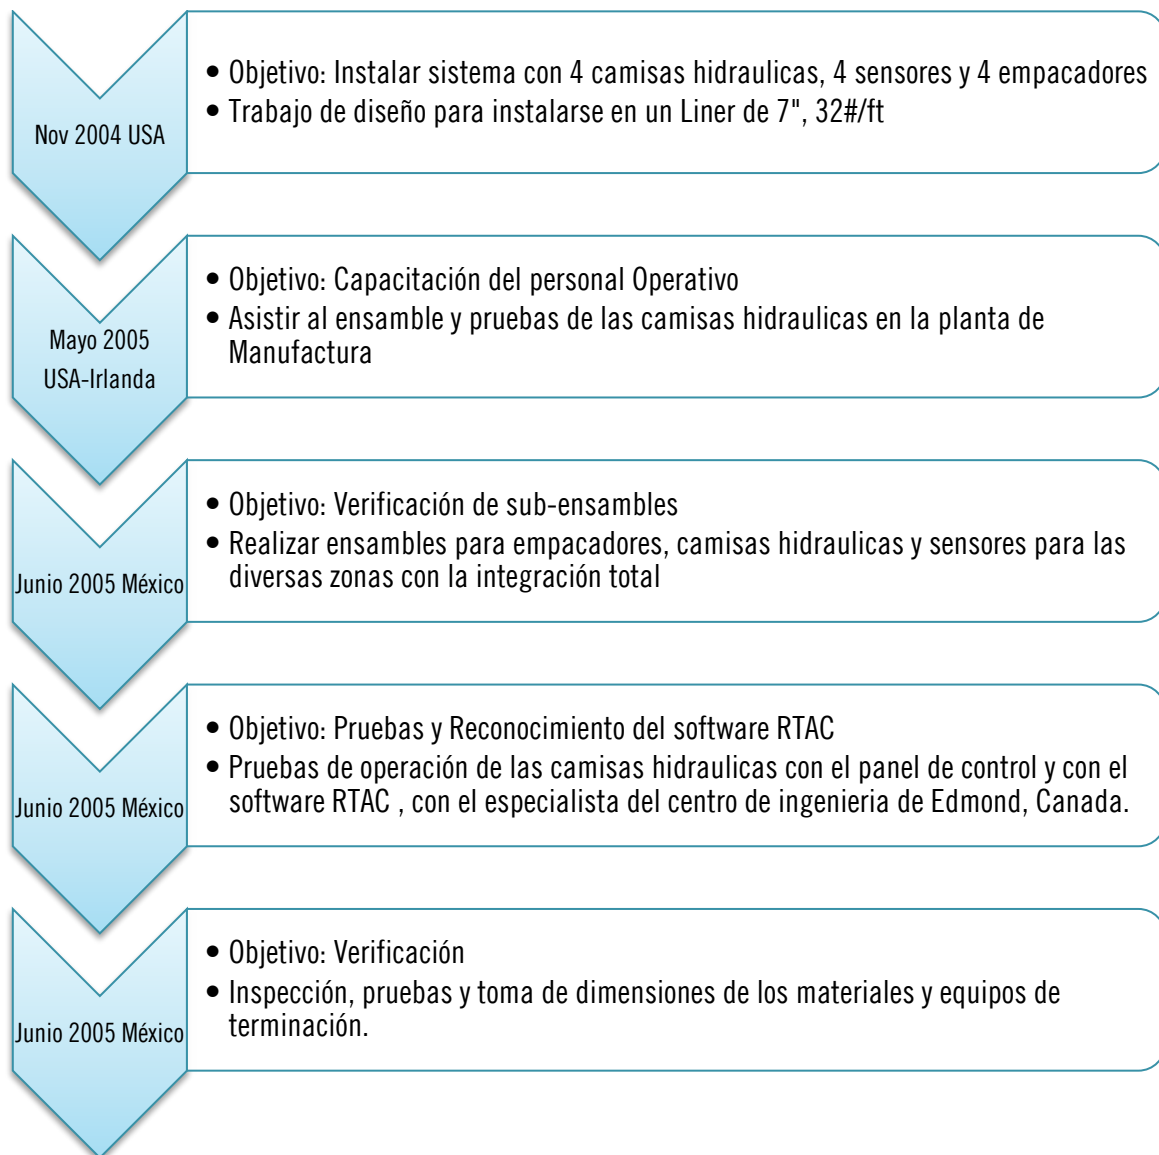 Nov 2004 USA
• Objetivo: Instalar sistema con 4 camisas hidraulicas, 4 sensores y 4 empacadores
• Trabajo de diseño para instalarse en un Liner de 7", 32#/ft
Mayo 2005
USA-Irlanda
• Objetivo: Capacitación del personal Operativo
• Asistir al ensamble y pruebas de las camisas hidraulicas en la planta de
Manufactura
Junio 2005 México
• Objetivo: Verificación de sub-ensambles
• Realizar ensambles para empacadores, camisas hidraulicas y sensores para las
diversas zonas con la integración total
Junio 2005 México
• Objetivo: Pruebas y Reconocimiento del software RTAC
• Pruebas de operación de las camisas hidraulicas con el panel de control y con el
software RTAC , con el especialista del centro de ingenieria de Edmond, Canada.
Junio 2005 México
• Objetivo: Verificación
• Inspección, pruebas y toma de dimensiones de los materiales y equipos de
terminación.